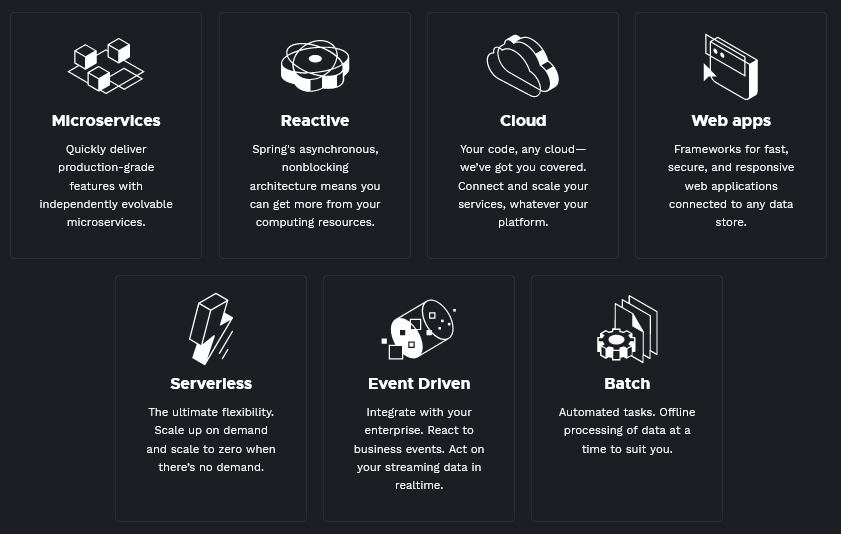 Microservices
Quickly deliver
production-grade
features with
independently evolvable
microservices.
Reactive
Spring's asynchronous,
nonblocking
architecture means you
can get more from your
computing resources.
Cloud
Your code, any cloud—
we've got you covered.
Connect and scale your
services, whatever your
platform.
Web apps
Frameworks for fast,
secure, and responsive
web applications
connected to any data
store.
Serverless
The ultimate flexibility.
Scale up on demand
and scale to zero when
there's no demand.
Event Driven
Integrate with your
enterprise. React to
business events. Act on
your streaming data in
realtime.
Batch
Automated tasks. Offline
processing of data at a
time to suit you.